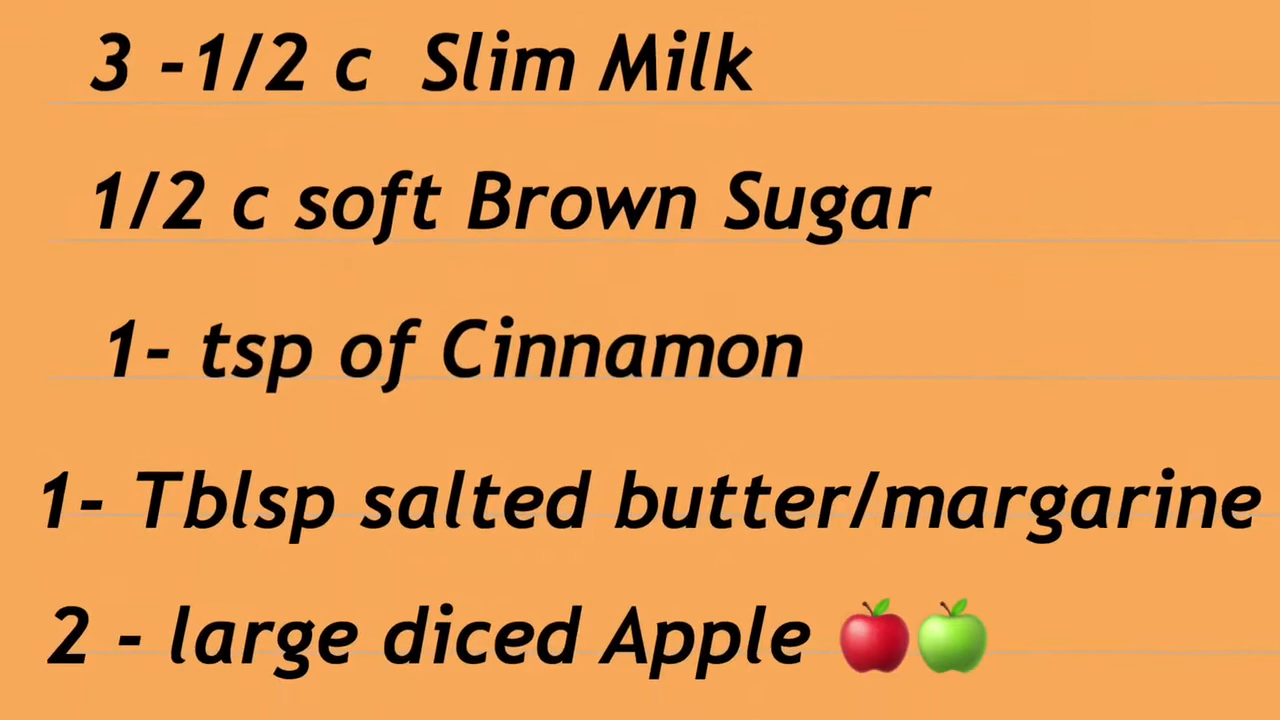 3 -1/2 c Slim Milk
1/2 c soft Brown Sugar
1- tsp of Cinnamon
1- Tblsp salted butter/margarine
2 - large diced Apple 🍎🍏